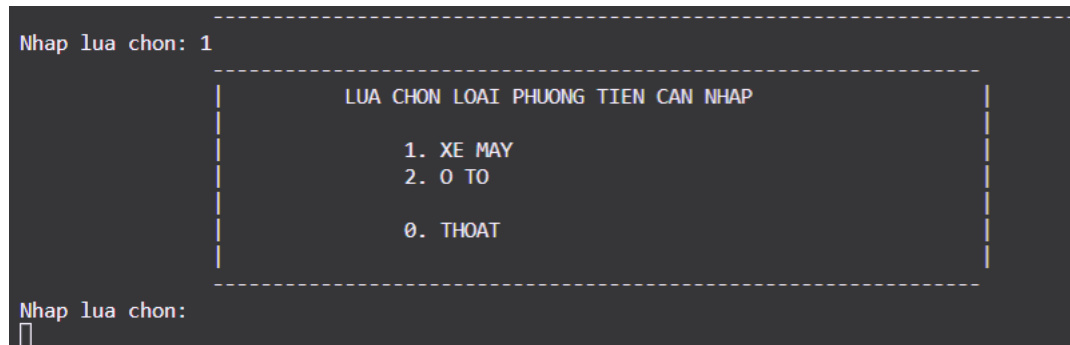 Nhap lua chon: 1
LUA CHON LOAI PHUONG TIEN CAN NHAP
1. XE MAY
2. O TO
0. THOAT
Nhap lua chon: